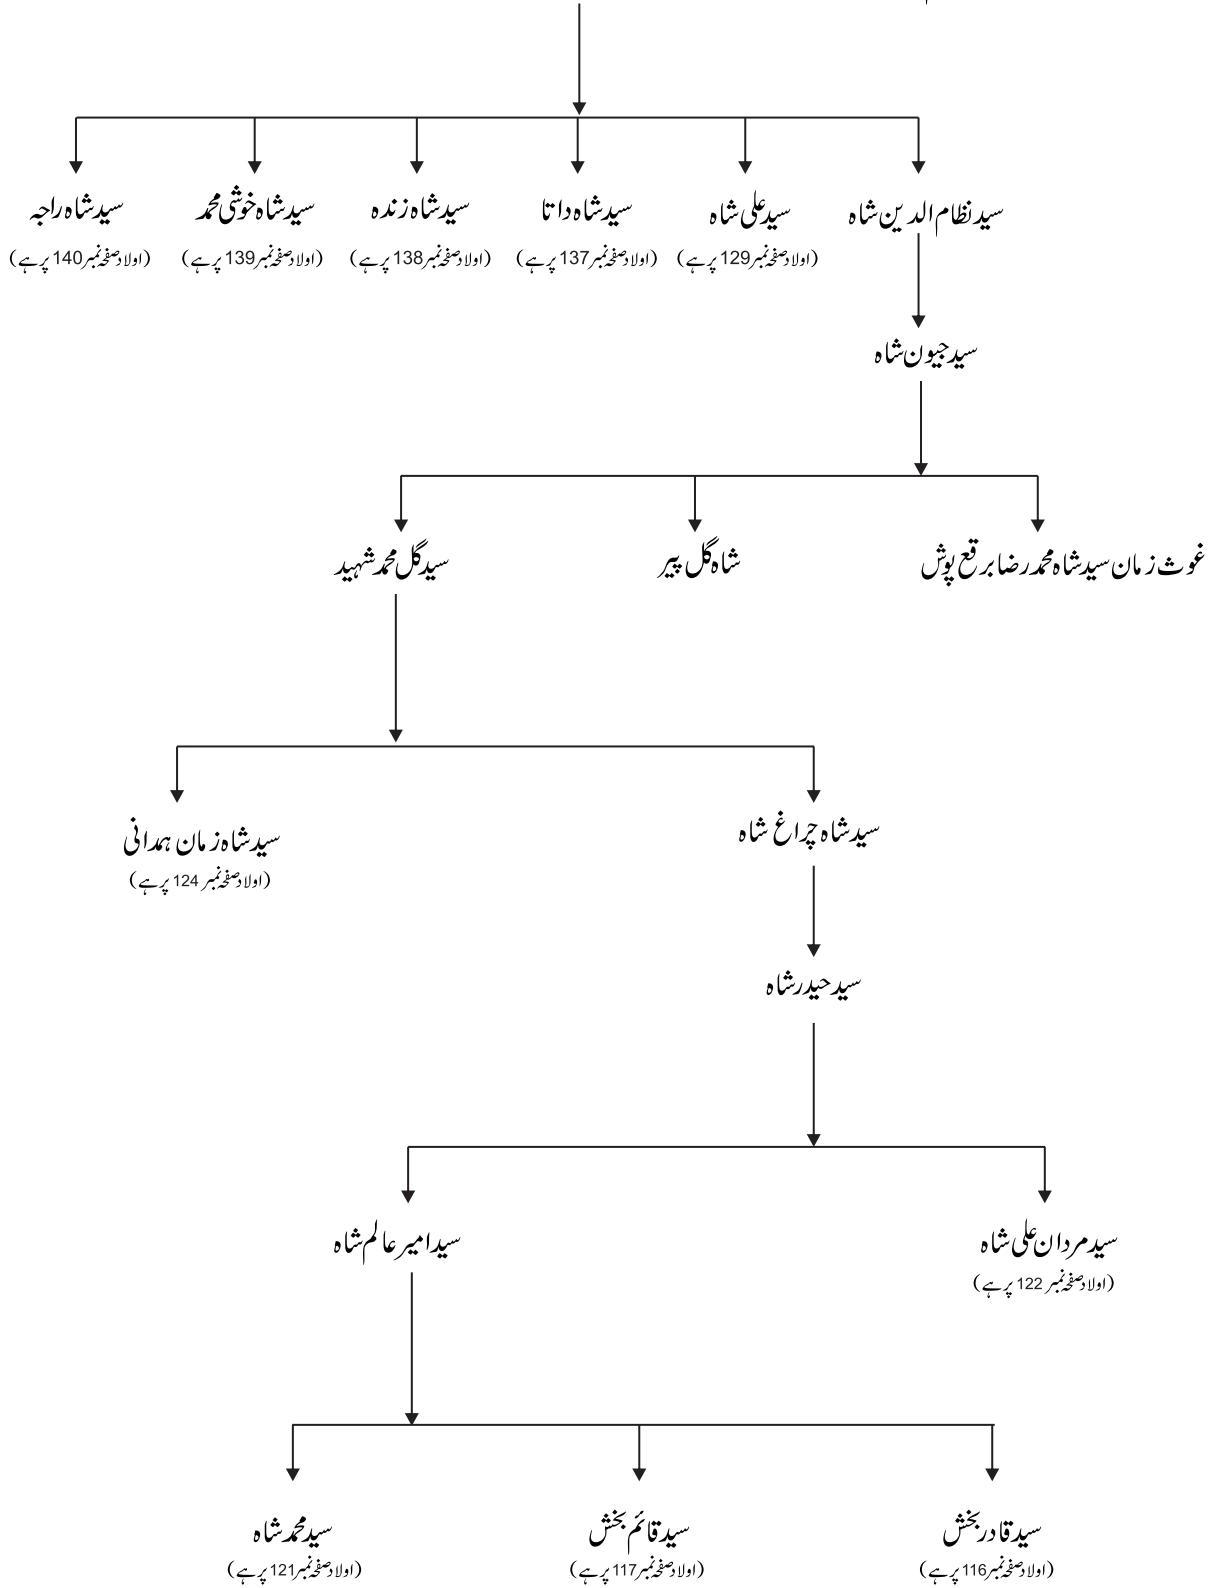 سید نظام الدین شاہ
سید علی شاہ
(اولاد صفحہ نمبر 129 پر ہے)
سید شاہ داتا
(اولاد صفحہ نمبر 137 پر ہے)
سید شاہ زندہ
(اولاد صفحہ نمبر 138 پر ہے)
سید شاہ خوشی محمد
(اولاد صفحہ نمبر 139 پر ہے)
سید شاہ راجہ
(اولاد صفحہ نمبر 140 پر ہے)
سید جیون شاہ
غوث زمان سید شاہ محمد رضا برقع پوش
شاہ گل پیر
سید گل محمد شہید
سید شاہ چراغ شاہ
سید شاہ زمان ہمدانی
(اولاد صفحہ نمبر 124 پر ہے)
سید حیدر شاہ
سید مردان علی شاہ
(اولاد صفحہ نمبر 122 پر ہے)
سید امیر عالم شاہ
سید قادر بخش
(اولاد صفحہ نمبر 116 پر ہے)
سید قائم بخش
(اولاد صفحہ نمبر 117 پر ہے)
سید محمد شاہ
(اولاد صفحہ نمبر 121 پر ہے)